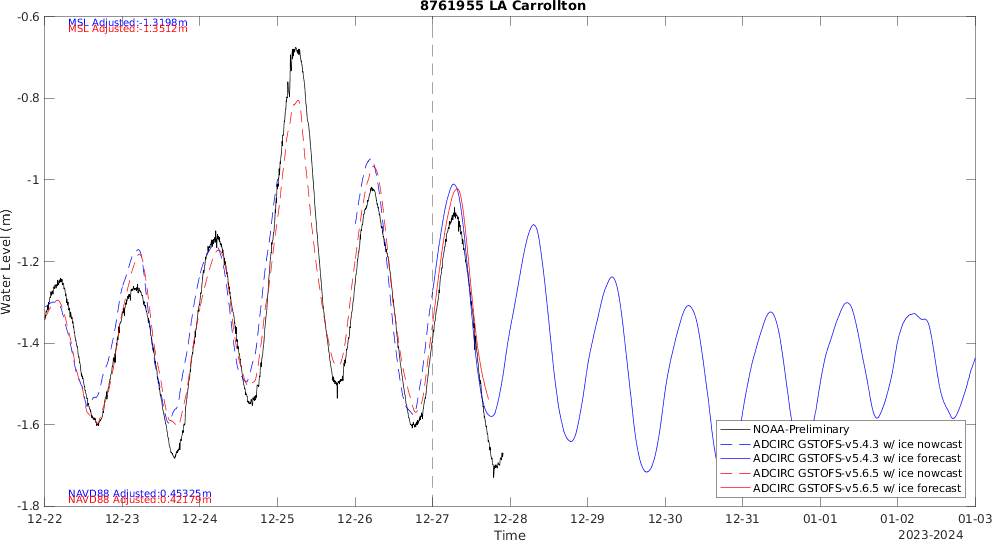 8761955 LA Carrollton
-0.6
MSL Adjusted:-1.3198m
MSL Adjusted:-1.3512m
-0.8
-1
-1.2
-1.4
-1.6
-1.8
Water Level (m)
NOAA-Preliminary
ADCIRC GSTOFS-v5.4.3 w/ ice nowcast
ADCIRC GSTOFS-v5.4.3 w/ ice forecast
ADCIRC GSTOFS-v5.6.5 w/ ice nowcast
ADCIRC GSTOFS-v5.6.5 w/ ice forecast
NAVD88 Adjusted:0.45325m
NAVD88 Adjusted:0.42179m
12-22 12-23 12-24 12-25 12-26 12-27 12-28 12-29 12-30 12-31 01-01 01-02 01-03
Time
2023-2024